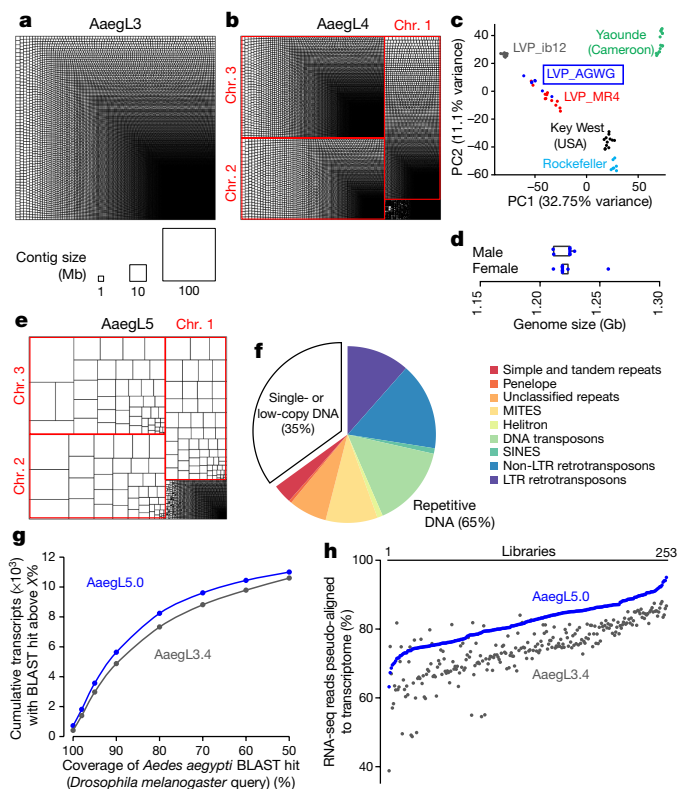 a
AaegL3
Contig size
(Mb)
1
10
100
b
AaegL4
Chr. 1
Chr. 3
Chr. 2
c
PC2 (11.1% variance)
40
20
0
−20
−40
−60
LVP_ib12
Yaounde
(Cameroon)
LVP_AGWG
LVP_MR4
Key West
(USA)
Rockefeller
−50
0
50
PC1 (32.75% variance)
d
Male
Female
1.15
1.20
1.25
1.30
Genome size (Gb)
e
AaegL5
Chr. 1
Chr. 3
Chr. 2
f
Single- or
low-copy DNA
(35%)
Repetitive
DNA (65%)
Simple and tandem repeats
Penelope
Unclassified repeats
MITES
Helitron
DNA transposons
SINES
Non-LTR retrotransposons
LTR retrotransposons
g
Cumulative transcripts (×10³)
with BLAST hit above X%
12
10
8
6
4
2
0
AaegL5.0
AaegL3.4
100
90
80
70
60
50
Coverage of Aedes aegypti BLAST hit
(Drosophila melanogaster query) (%)
h
1
Libraries
253
RNA-seq reads pseudo-aligned
to transcriptome (%)
100
80
60
40
AaegL5.0
AaegL3.4